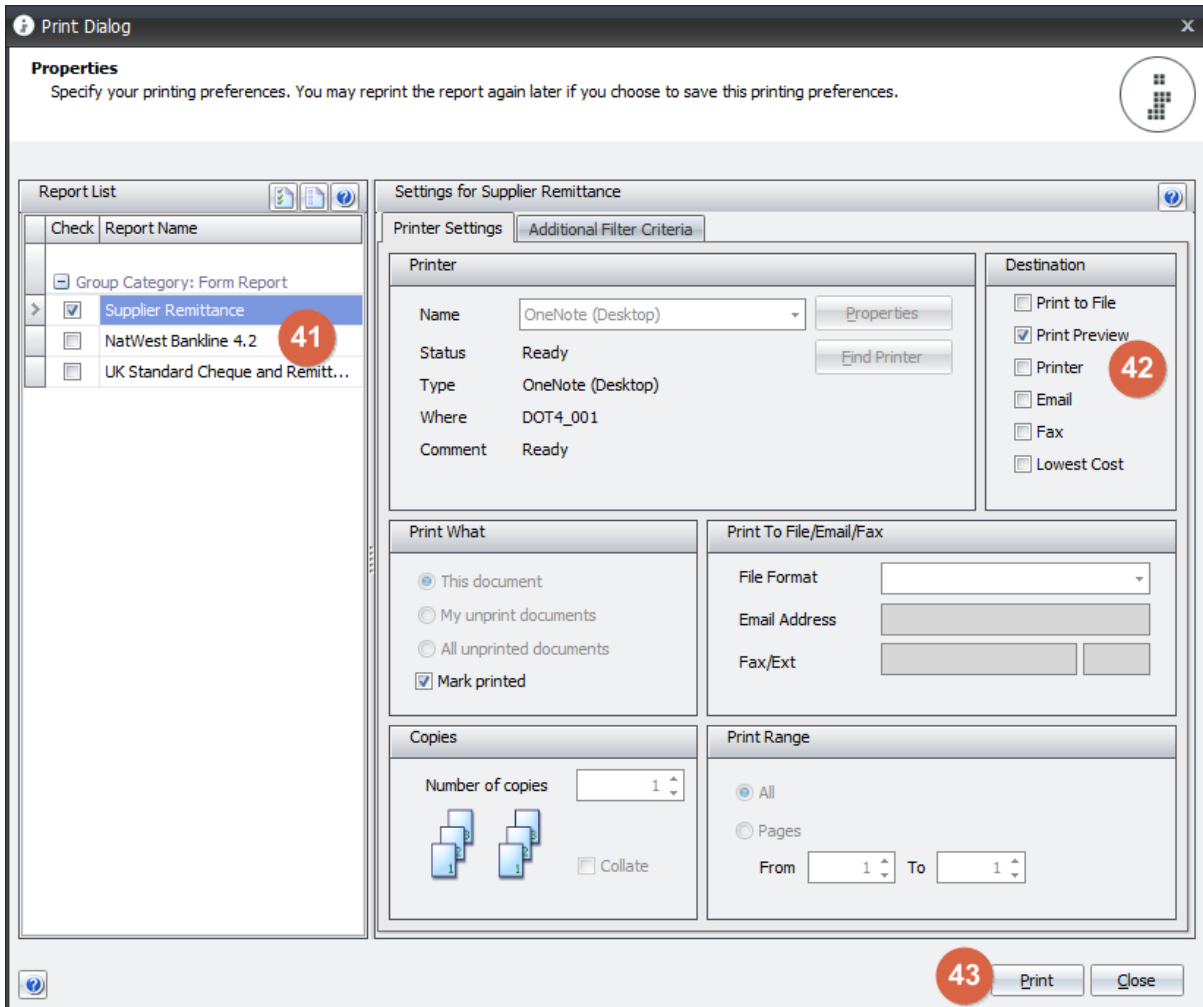 Print Dialog
Properties
Specify your printing preferences. You may reprint the report again later if you choose to save this printing preferences.
Report List
Check Report Name
Group Category: Form Report
Supplier Remittance
NatWest Bankline 4.2
41
UK Standard Cheque and Remitt...
Settings for Supplier Remittance
Printer Settings
Additional Filter Criteria
Printer
Name OneNote (Desktop) Properties
Status Ready Find Printer
Type OneNote (Desktop)
Where DOT4_001
Comment Ready
Destination
Print to File
Print Preview
Printer
42
Email
Fax
Lowest Cost
Print What
This document
My unprint documents
All unprinted documents
Mark printed
Print To File/Email/Fax
File Format
Email Address
Fax/Ext
Copies
Number of copies 1
3 3
2 2
1 1
Collate
Print Range
All
Pages
From 1 To 1
43 Print Close